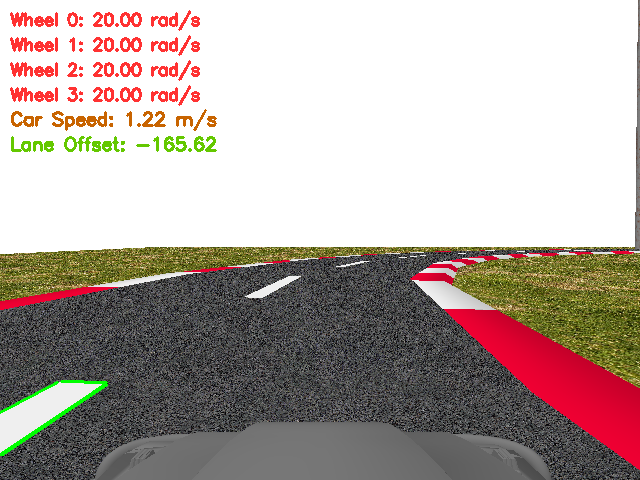 Wheel 0: 20.00 rad/s
Wheel 1: 20.00 rad/s
Wheel 2: 20.00 rad/s
Wheel 3: 20.00 rad/s
Car Speed: 1.22 m/s
Lane Offset: -165.62